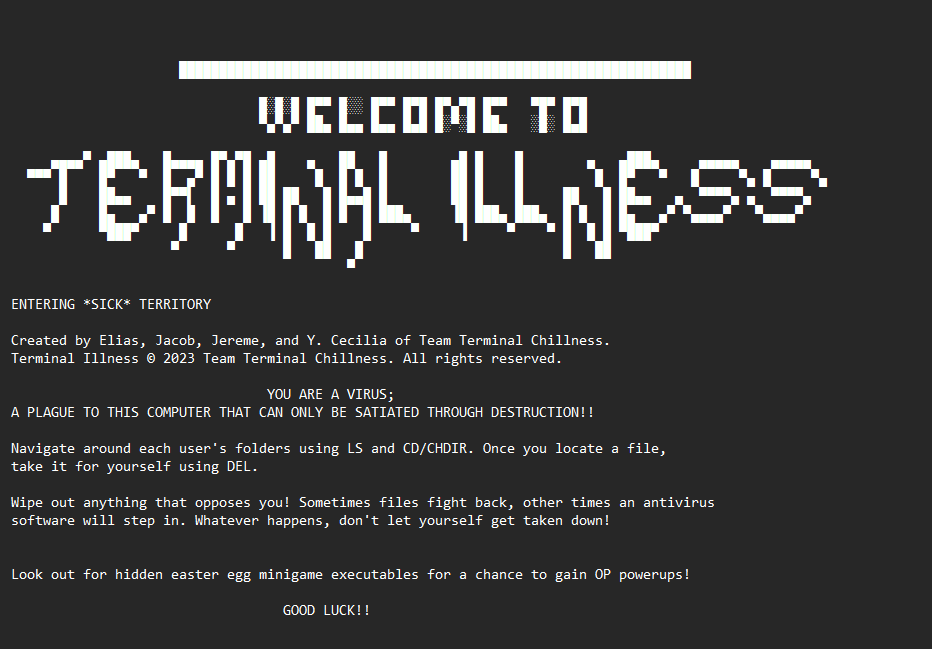 WELCOME TO
TERMINAL ILLNESS
ENTERING *SICK* TERRITORY
Created by Elias, Jacob, Jereme, and Y. Cecilia of Team Terminal Chillness.
Terminal Illness © 2023 Team Terminal Chillness. All rights reserved.
YOU ARE A VIRUS;
A PLAGUE TO THIS COMPUTER THAT CAN ONLY BE SATIATED THROUGH DESTRUCTION!!
Navigate around each user's folders using LS and CD/CHDIR. Once you locate a file,
take it for yourself using DEL.
Wipe out anything that opposes you! Sometimes files fight back, other times an antivirus
software will step in. Whatever happens, don't let yourself get taken down!
Look out for hidden easter egg minigame executables for a chance to gain OP powerups!
GOOD LUCK!!